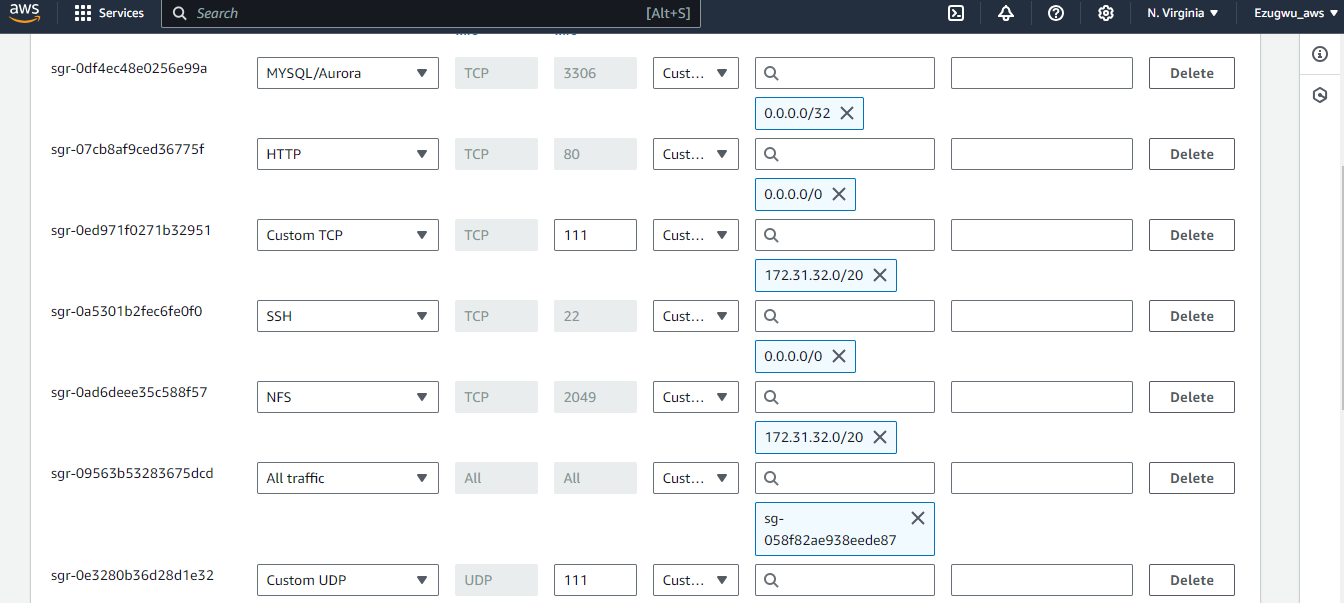 aws Services Search [Alt+S] N. Virginia Ezugwu_aws
sgr-0df4ec48e0256e99a MYSQL/Aurora TCP 3306 Cust... Delete
0.0.0.0/32
sgr-07cb8af9ced36775f HTTP TCP 80 Cust... Delete
0.0.0.0/0
sgr-0ed971f0271b32951 Custom TCP TCP 111 Cust... Delete
172.31.32.0/20
sgr-0a5301b2fec6fe0f0 SSH TCP 22 Cust... Delete
0.0.0.0/0
sgr-0ad6deee35c588f57 NFS TCP 2049 Cust... Delete
172.31.32.0/20
sgr-09563b53283675dcd All traffic All All Cust... Delete
sg-
058f82ae938eede87
sgr-0e3280b36d28d1e32 Custom UDP UDP 111 Cust... Delete